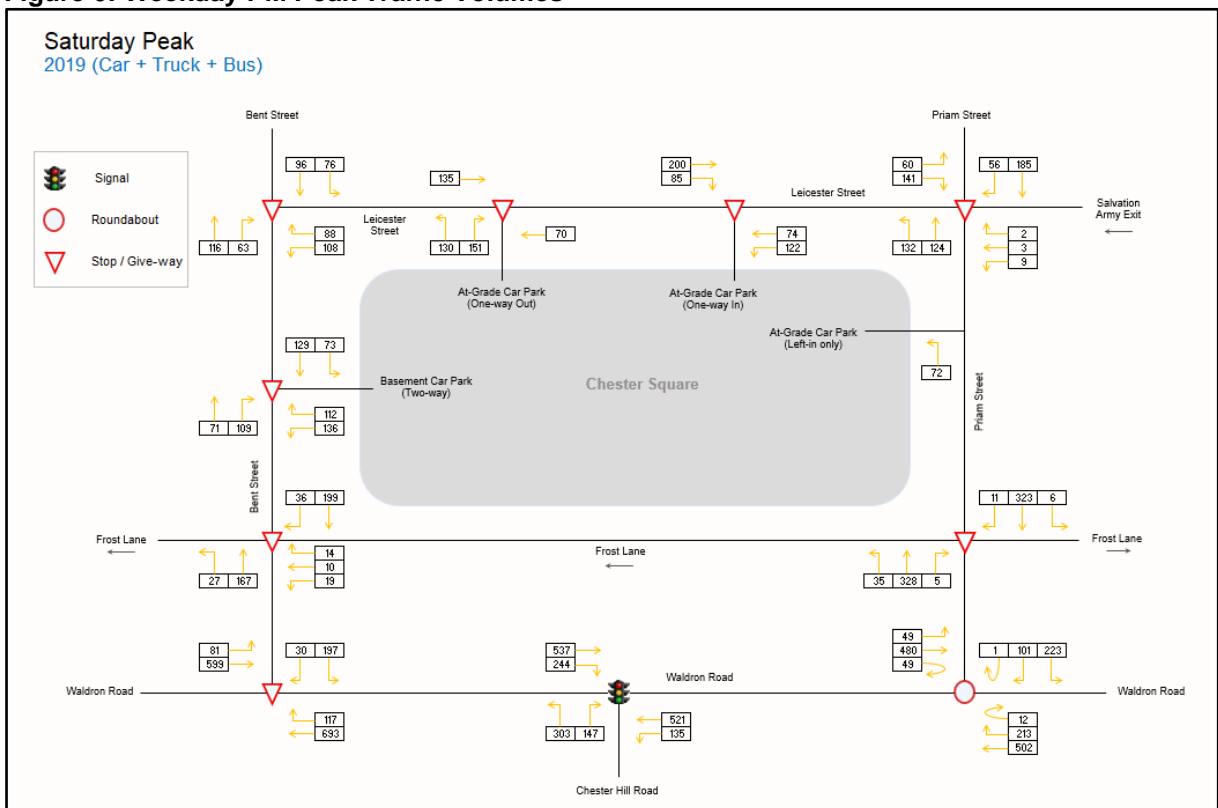 Figure 6: Weekday PM Peak Traffic Volumes
Saturday Peak
2019 (Car + Truck + Bus)
Bent Street
Priam Street
Signal
Roundabout
Stop / Give-way
96 76
135
200
85
60
141
56 185
Leicester Street
Salvation
Army Exit
Leicester
Street
116 63
88
108
130 151
70
74
122
132 124
2
3
9
At-Grade Car Park
(One-way Out)
At-Grade Car Park
(One-way In)
At-Grade Car Park
(Left-in only)
129 73
72
Basement Car Park
(Two-way)
Chester Square
71 109
112
136
Priam Street
Bent Street
36 199
11 323 6
Frost Lane
Frost Lane
Frost Lane
27 167
14
10
19
35 328 5
81
599
30 197
537
244
49
480
49
1 101 223
Waldron Road
Waldron Road
Waldron Road
117
693
303 147
521
135
12
213
502
Chester Hill Road